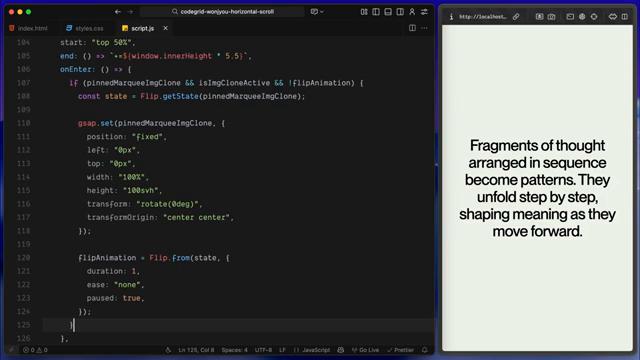 codegrid-wonjyou-horizontal-scroll
index.html
styles.css
script.js
http://localhost...
104 start: "top 50%",
105 end: () => `+=${window.innerHeight * 5.5}`,
106 onEnter: () => {
107 if (pinnedMarqueeImgClone && isImgCloneActive && !flipAnimation) {
108 const state = Flip.getState(pinnedMarqueeImgClone);
109
110 gsap.set(pinnedMarqueeImgClone, {
111 position: "fixed",
112 left: "0px",
113 top: "0px",
114 width: "100%",
115 height: "100svh",
116 transform: "rotate(0deg)",
117 transformOrigin: "center center",
118 });
119
120 flipAnimation = Flip.from(state, {
121 duration: 1,
122 ease: "none",
123 paused: true,
124 });
125 }
126 },
Fragments of thought
arranged in sequence
become patterns. They
unfold step by step,
shaping meaning as they
move forward.
0 0
Ln 125, Col 8
Spaces: 4
UTF-8
LF
{} JavaScript
Go Live
Prettier